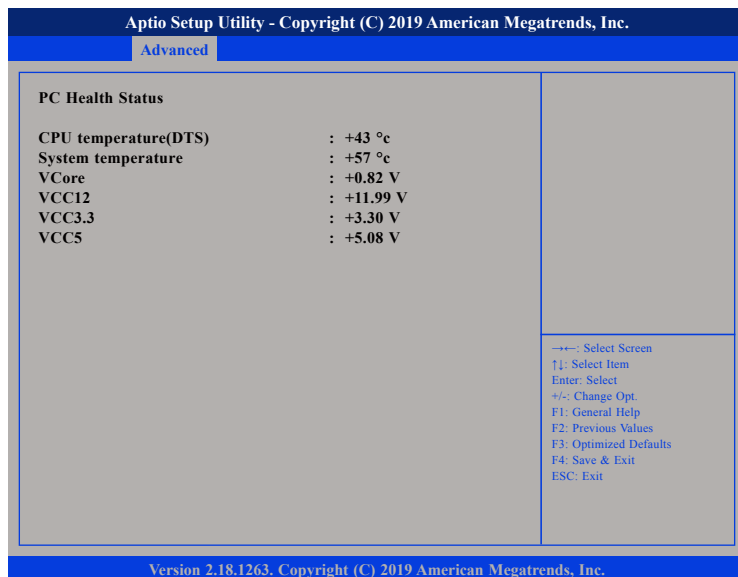 Aptio Setup Utility - Copyright (C) 2019 American Megatrends, Inc.
Advanced
PC Health Status
CPU temperature(DTS) : +43 °c
System temperature : +57 °c
VCore : +0.82 V
VCC12 : +11.99 V
VCC3.3 : +3.30 V
VCC5 : +5.08 V
→←: Select Screen
↑↓: Select Item
Enter: Select
+/-: Change Opt.
F1: General Help
F2: Previous Values
F3: Optimized Defaults
F4: Save & Exit
ESC: Exit
Version 2.18.1263. Copyright (C) 2019 American Megatrends, Inc.